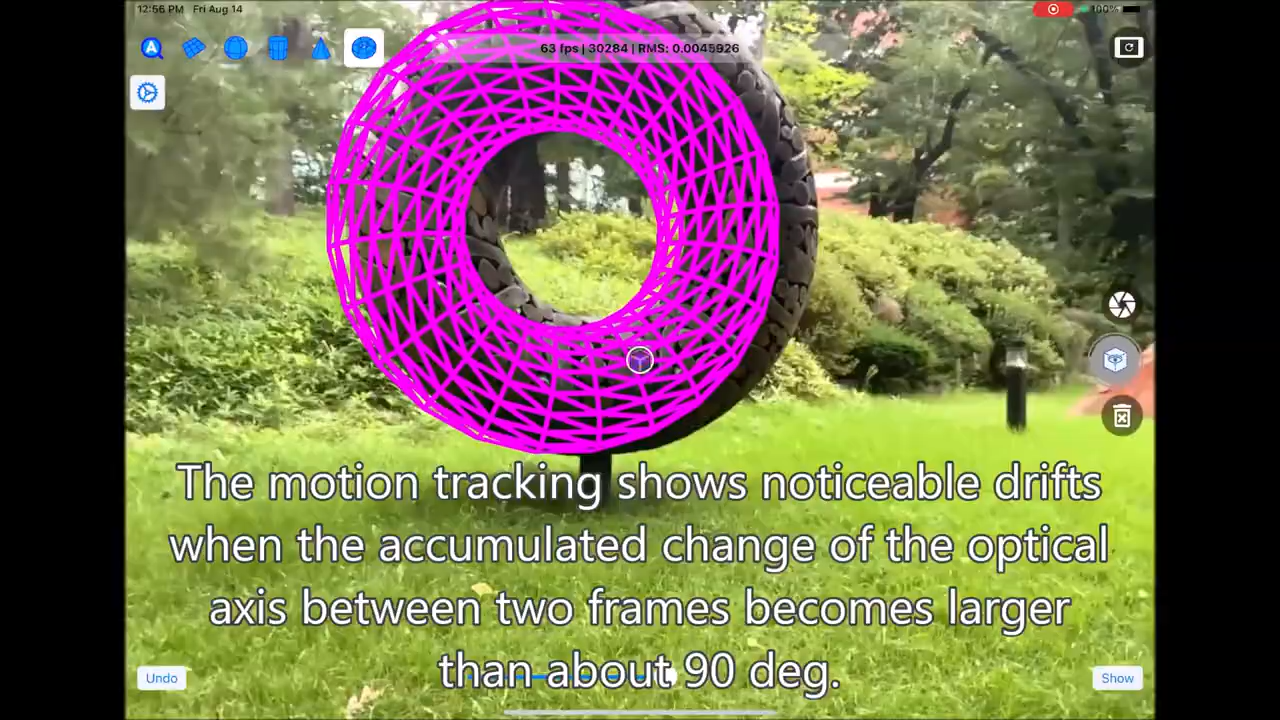 12:56 PM Fri Aug 14
100%
A
63 fps | 30284 | RMS: 0.0045926
The motion tracking shows noticeable drifts
when the accumulated change of the optical
axis between two frames becomes larger
than about 90 deg.
Undo
Show